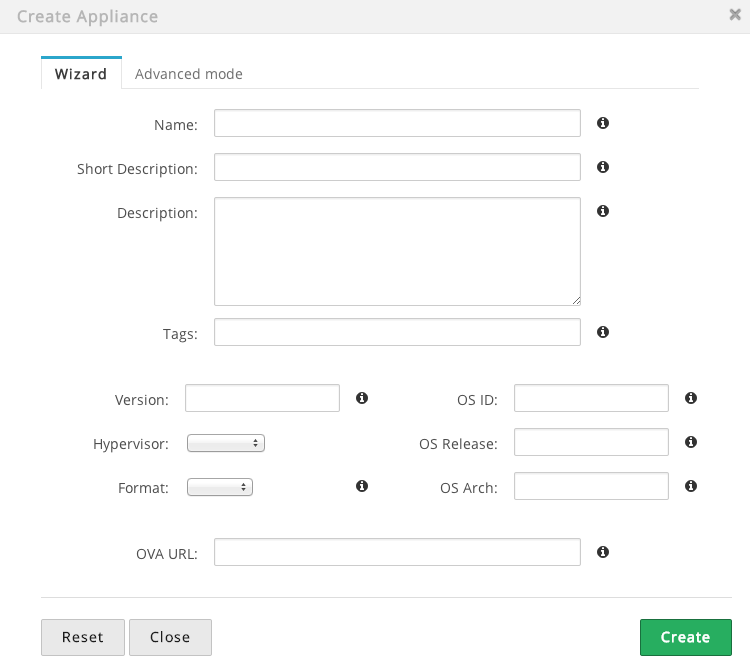 Create Appliance
Wizard Advanced mode
Name:
Short Description:
Description:
Tags:
Version: OS ID:
Hypervisor: OS Release:
Format: OS Arch:
OVA URL:
Reset Close Create